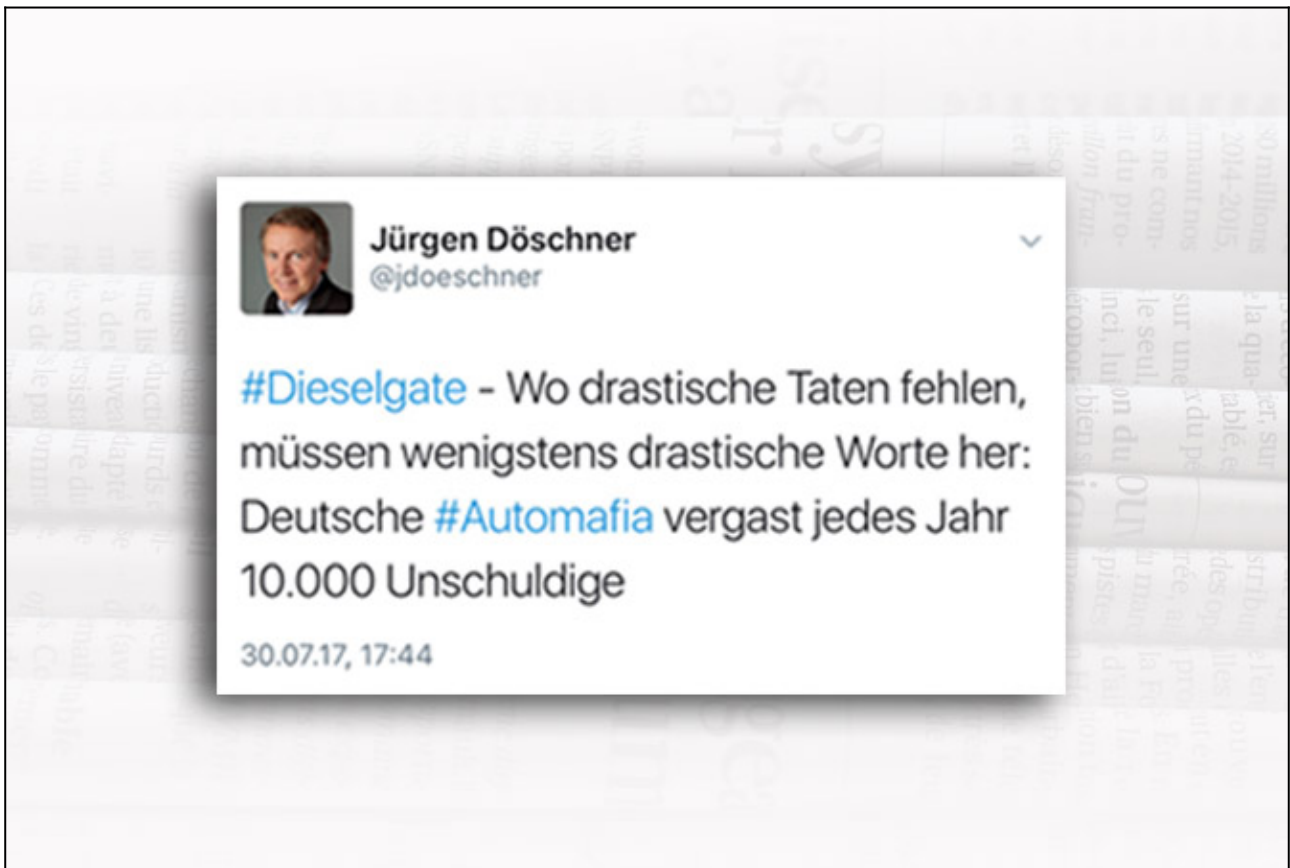 Jürgen Döschner
@jdoeschner
#Dieselgate - Wo drastische Taten fehlen,
müssen wenigstens drastische Worte her:
Deutsche #Automafia vergast jedes Jahr
10.000 Unschuldige
30.07.17, 17:44